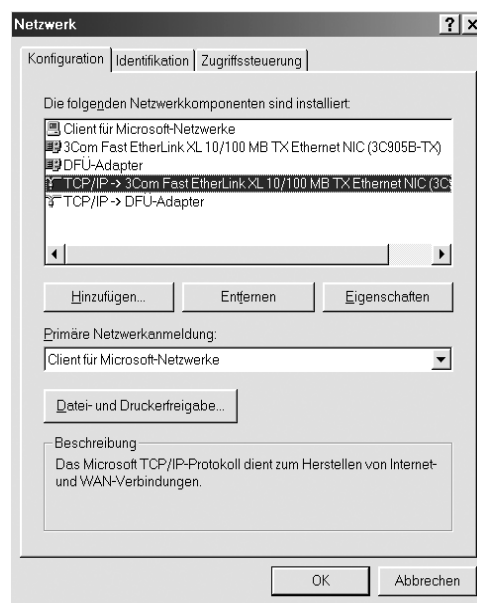 Netzwerk
Konfiguration Identifikation Zugriffssteuerung
Die folgenden Netzwerkkomponenten sind installiert:
Client für Microsoft-Netzwerke
3Com Fast EtherLink XL 10/100 MB TX Ethernet NIC (3C905B-TX)
DFÜ-Adapter
TCP/IP -> 3Com Fast EtherLink XL 10/100 MB TX Ethernet NIC (3C9
TCP/IP -> DFÜ-Adapter
Hinzufügen... Entfernen Eigenschaften
Primäre Netzwerkanmeldung:
Client für Microsoft-Netzwerke
Datei- und Druckerfreigabe...
Beschreibung
Das Microsoft TCP/IP-Protokoll dient zum Herstellen von Internet-
und WAN-Verbindungen.
OK Abbrechen